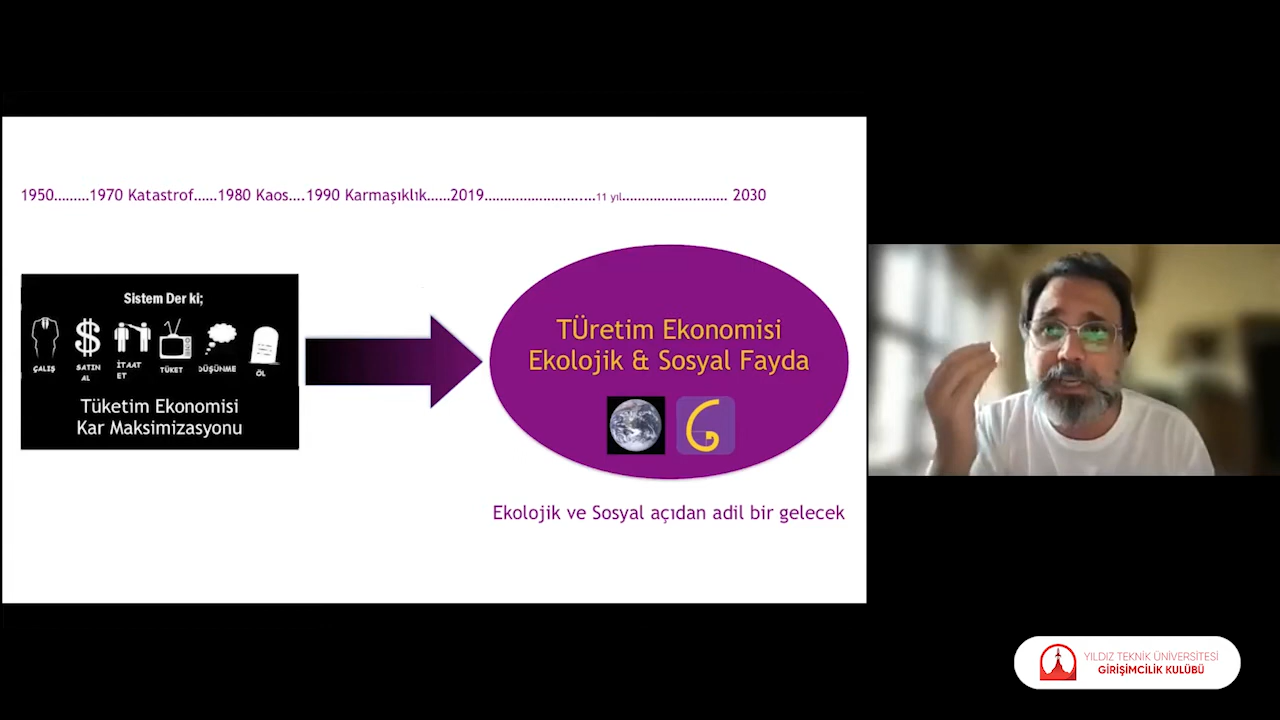 1950.........1970 Katastrof......1980 Kaos....1990 Karmaşıklık......2019............................11 yıl........................... 2030
Sistem Der ki;
ÇALIŞ
SATIN
AL
İTAAT
ET
TÜKET
DÜŞÜNME
ÖL
Tüketim Ekonomisi
Kar Maksimizasyonu
TÜretim Ekonomisi
Ekolojik & Sosyal Fayda
Ekolojik ve Sosyal açıdan adil bir gelecek
YILDIZ TEKNİK ÜNİVERSİTESİ
GİRİŞİMCİLİK KULÜBÜ